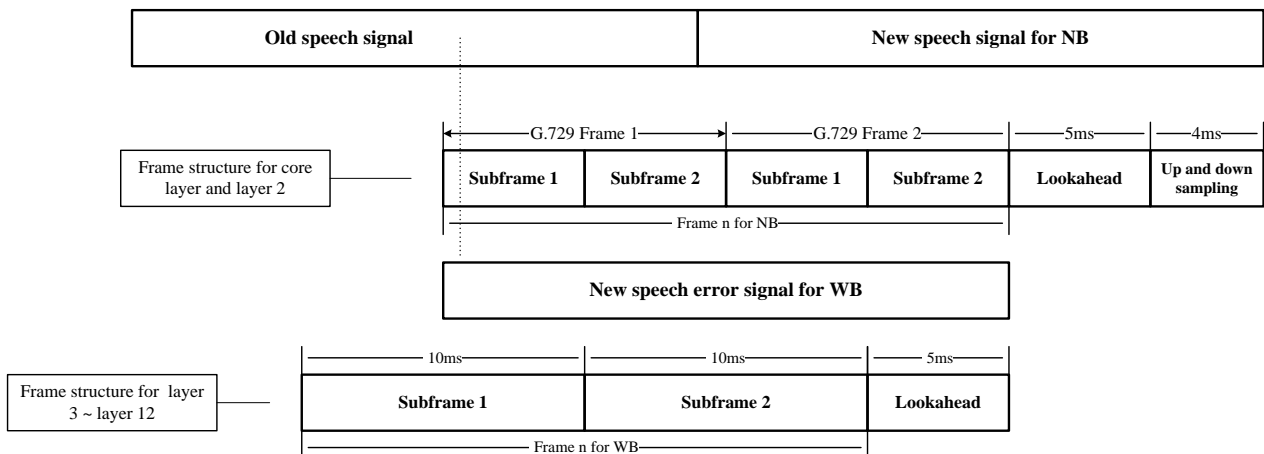 Old speech signal
New speech signal for NB
G.729 Frame 1
G.729 Frame 2
5ms
4ms
Frame structure for core
layer and layer 2
Subframe 1
Subframe 2
Subframe 1
Subframe 2
Lookahead
Up and down
sampling
Frame n for NB
New speech error signal for WB
10ms
10ms
5ms
Frame structure for layer
3 ~ layer 12
Subframe 1
Subframe 2
Lookahead
Frame n for WB